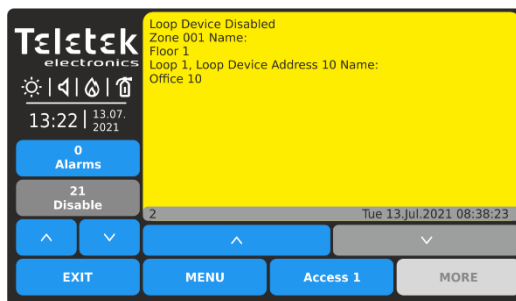 Teletek
electronics
13:22
13.07.
2021
0
Alarms
21
Disable
EXIT
Loop Device Disabled
Zone 001 Name:
Floor 1
Loop 1, Loop Device Address 10 Name:
Office 10
2 Tue 13.Jul.2021 08:38:23
MENU
Access 1
MORE